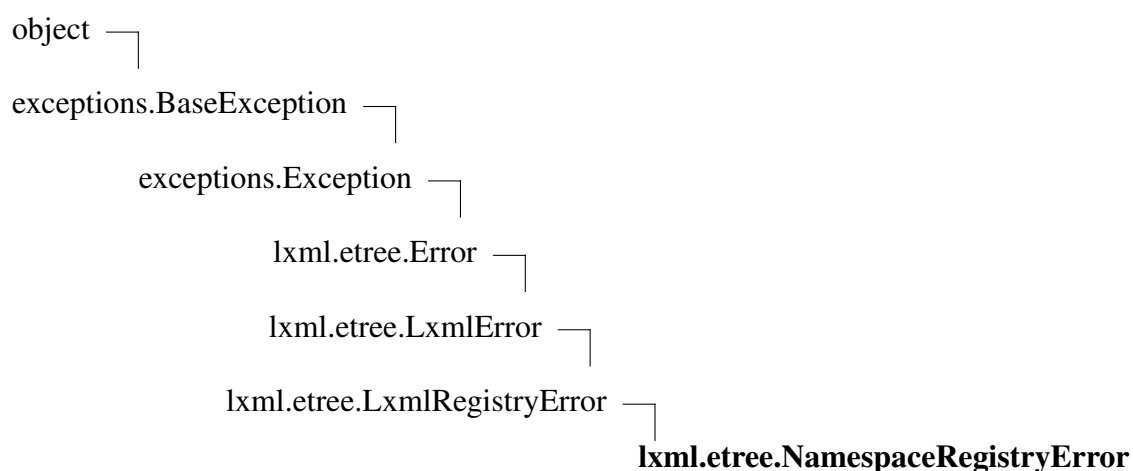 object
exceptions.BaseException
exceptions.Exception
lxml.etree.Error
lxml.etree.LxmlError
lxml.etree.LxmlRegistryError
lxml.etree.NamespaceRegistryError